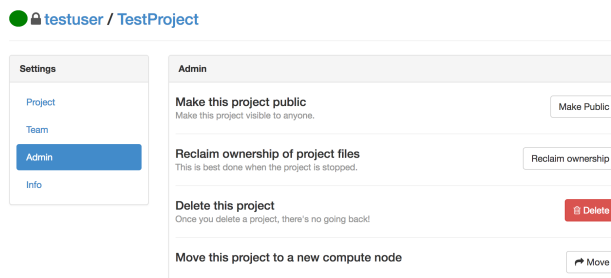 testuser / TestProject
Settings
Project
Team
Admin
Info
Admin
Make this project public
Make this project visible to anyone.
Make Public
Reclaim ownership of project files
This is best done when the project is stopped.
Reclaim ownership
Delete this project
Once you delete a project, there's no going back!
Delete
Move this project to a new compute node
Move